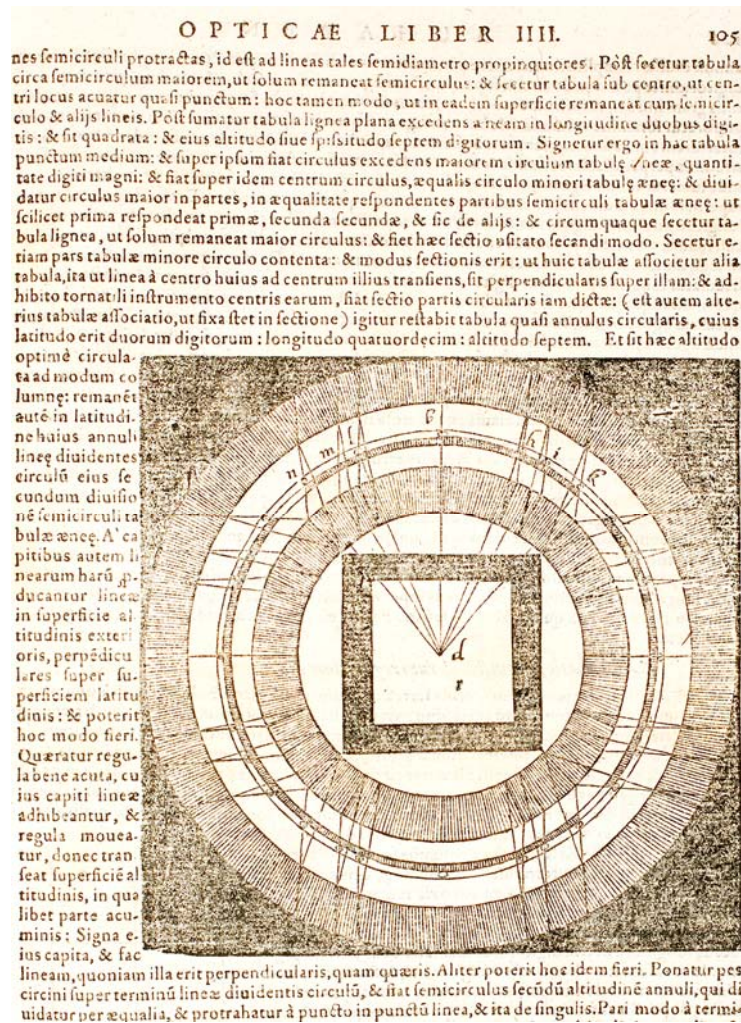 OPTICAE LIBER IIII. 105
nes ſemicirculi protractas, id eſt ad lineas tales ſemidiametro propinquiores. Pòſt ſecetur tabula
circa ſemicirculum maiorem, ut ſolum remaneat ſemicirculus: & ſecetur tabula ſub centro, ut cen-
tri locus acuatur quaſi punctum: hoc tamen modo, ut in eadem ſuperficie remaneat cum ſemicir-
culo & alijs lineis. Pòſt ſumatur tabula lignea plana excedens æneam in longitudine duobus digi-
tis: & ſit quadrata: & eius altitudo ſiue ſpiſsitudo ſeptem digitorum. Signetur ergo in hac tabula
punctum medium: & ſuper ipſum fiat circulus excedens maiorem circulum tabulę æneæ, quanti-
tate digiti magni: & fiat ſuper idem centrum circulus, æqualis circulo minori tabulę æneę: & diui-
datur circulus maior in partes, in æqualitate reſpondentes partibus ſemicirculi tabulæ æneę: ut
ſcilicet prima reſpondeat primæ, ſecunda ſecundæ, & ſic de alijs: & circumquaque ſecetur ta-
bula lignea, ut ſolum remaneat maior circulus: & fiet hæc ſectio uſitato ſecandi modo. Secetur e-
tiam pars tabulæ minore circulo contenta: & modus ſectionis erit: ut huic tabulæ aſſocietur alia
tabula, ita ut linea à centro huius ad centrum illius tranſiens, ſit perpendicularis ſuper illam: & ad-
hibito tornatili inſtrumento centris earum, fiat ſectio partis circularis iam dictæ: (eſt autem alte-
rius tabulæ aſſociatio, ut fixa ſtet in ſectione) igitur reſtabit tabula quaſi annulus circularis, cuius
latitudo erit duorum digitorum: longitudo quatuordecim: altitudo ſeptem. Et ſit hæc altitudo
optimè circula-
ta ad modum co
lumnę: remanēt
autē in latitudi-
ne huius annuli
lineę diuidentes
circulū eius ſe
cundum diuiſio
nē ſemicirculi ta
bulæ æneę. A' ca
pitibus autem li
nearum harū ꝓ-
ducantur lineæ
in ſuperficie al-
titudinis exteri
oris, perpēdicu
lares ſuper ſu-
perficiem latitu
dinis: & poterit
hoc modo fieri.
Quæratur regu-
la bene acuta, cu
ius capiti lineæ
adhibeantur, &
regula mouea-
tur, donec tran
ſeat ſuperficiē al
titudinis, in qua
libet parte acu-
minis: Signa e-
ius capita, & fac
n m l b h i k
d
lineam, quoniam illa erit perpendicularis, quam quæris. Aliter poterit hoc idem fieri. Ponatur pes
circini ſuper terminū lineæ diuidentis circulū, & fiat ſemicirculus ſecūdū altitudinē annuli, qui di
uidatur per æqualia, & protrahatur à puncto in punctū linea, & ita de ſingulis. Pari modo à termi-